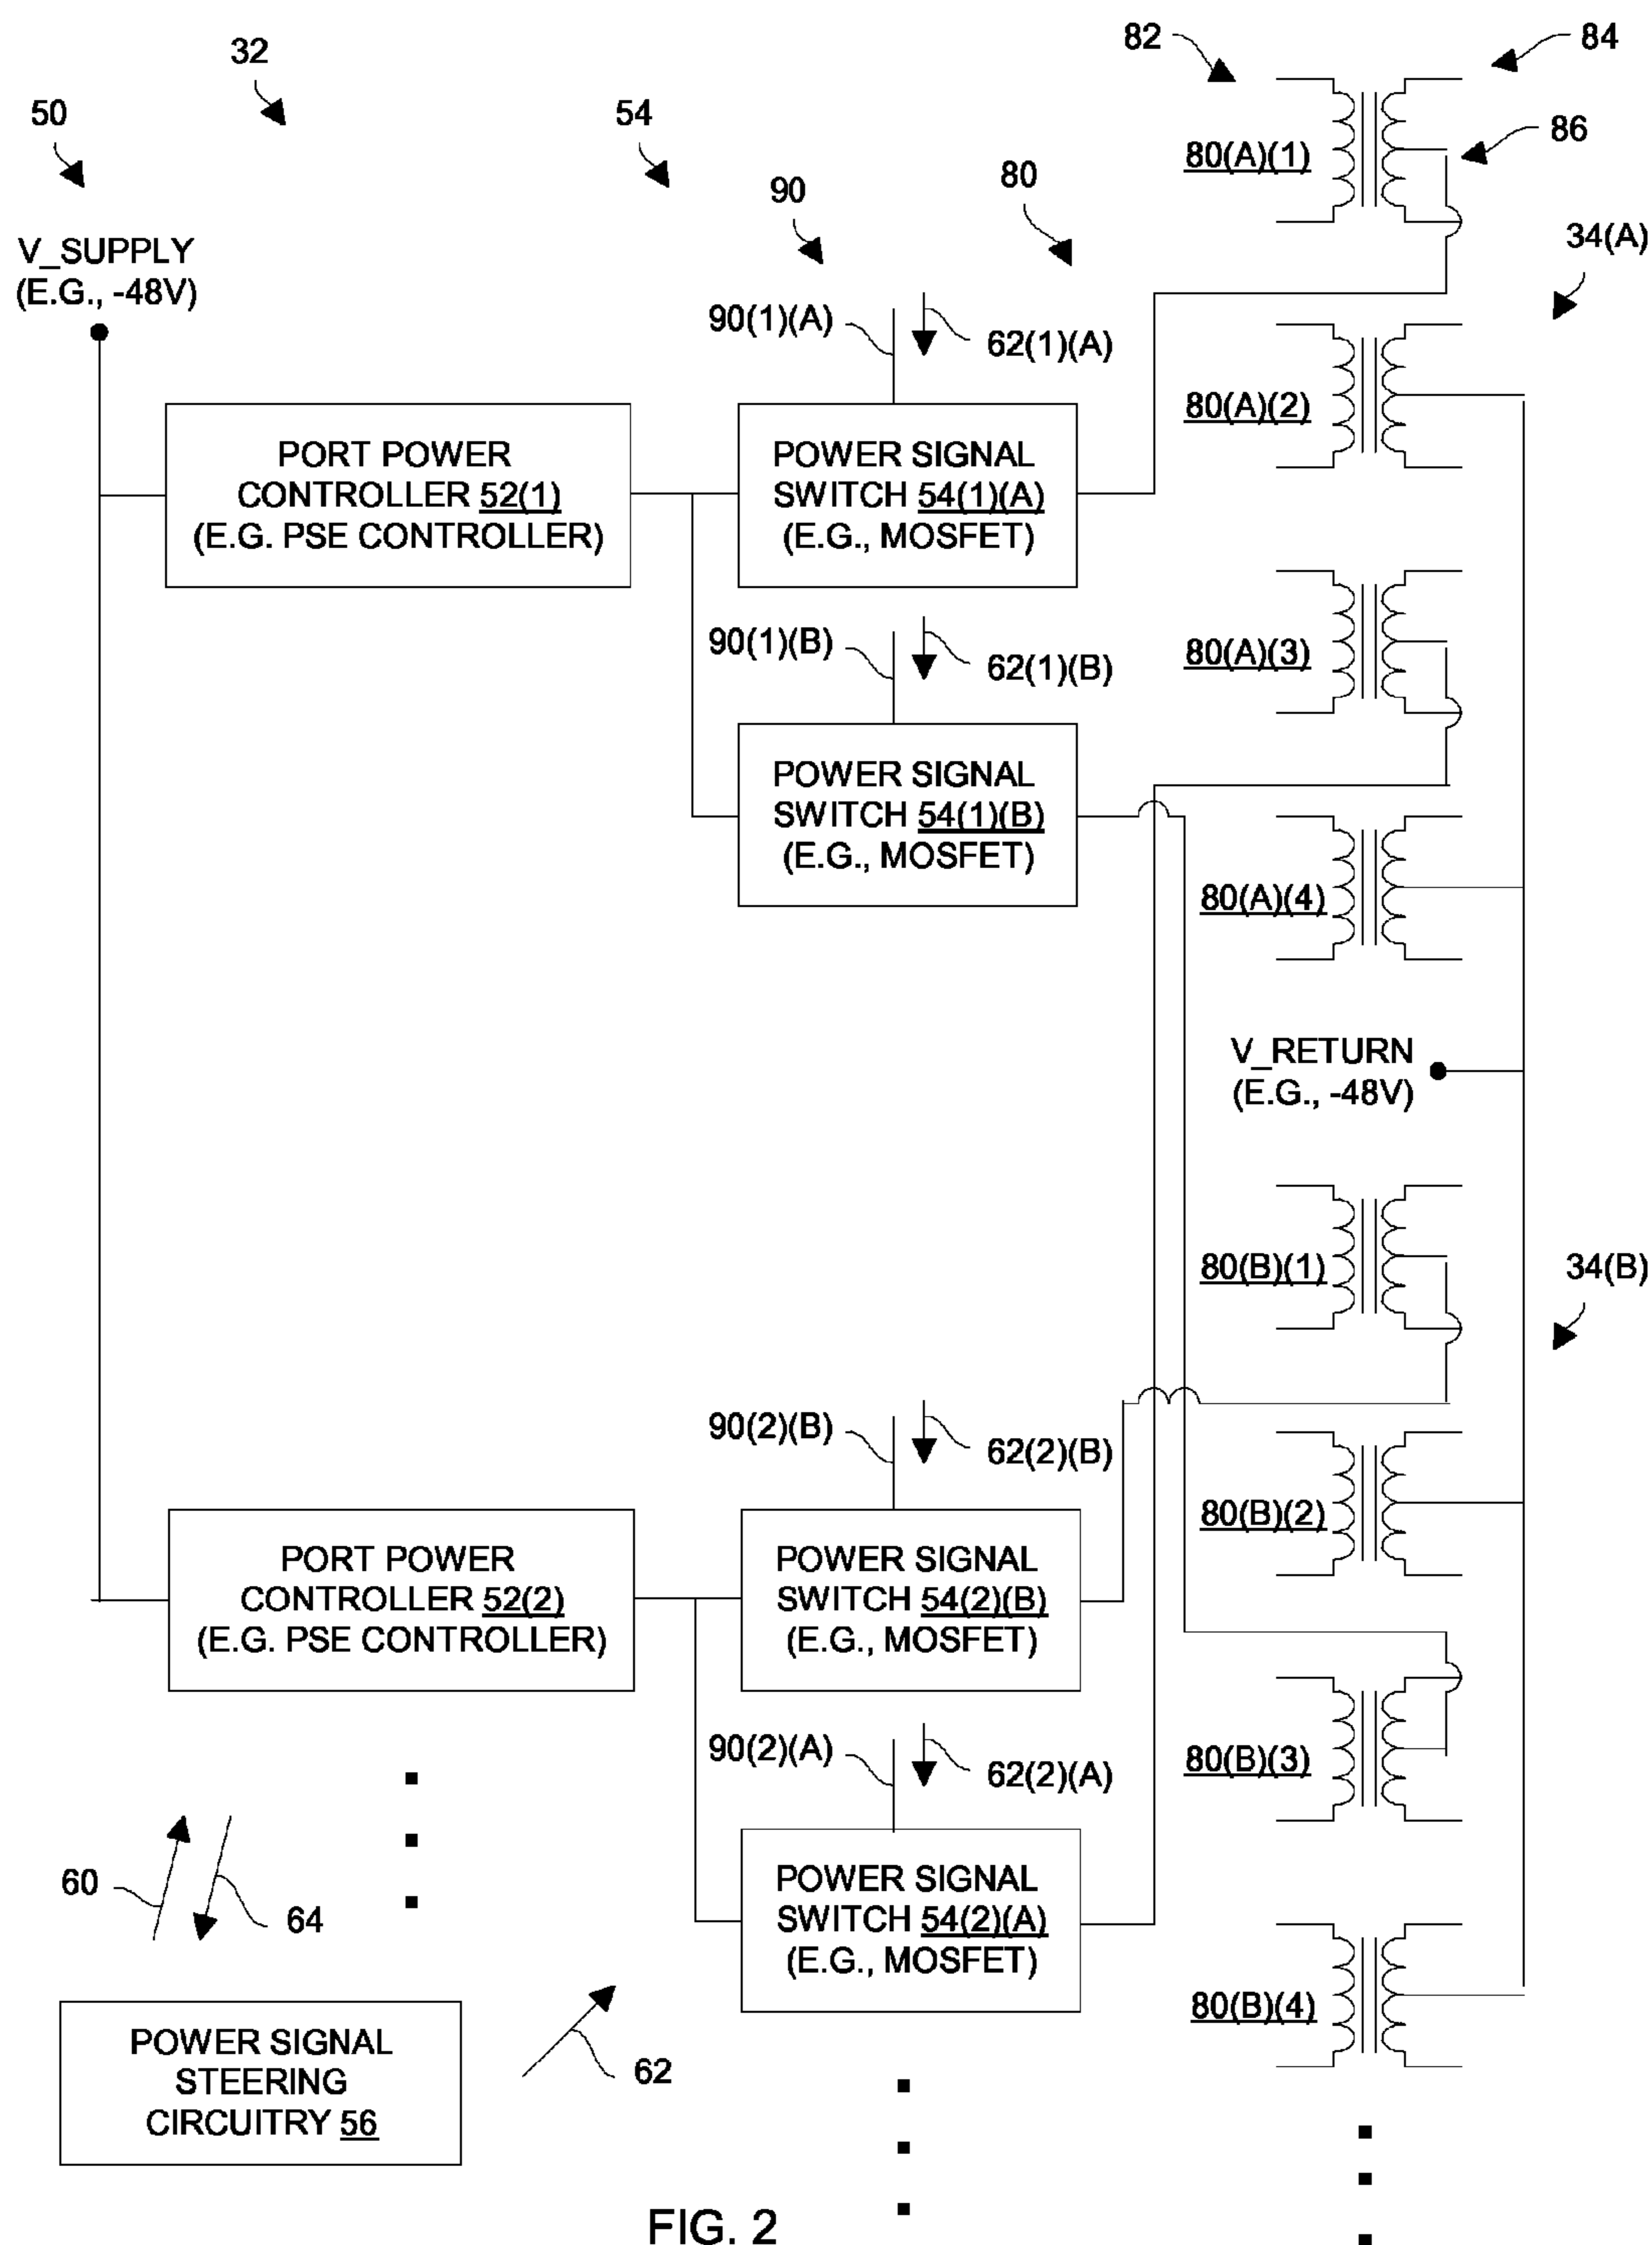 82
84
32
50
54
86
80(A)(1)
80
90
34(A)
V_SUPPLY
(E.G., -48V)
90(1)(A)
62(1)(A)
80(A)(2)
PORT POWER
CONTROLLER 52(1)
(E.G. PSE CONTROLLER)
POWER SIGNAL
SWITCH 54(1)(A)
(E.G., MOSFET)
90(1)(B)
62(1)(B)
80(A)(3)
POWER SIGNAL
SWITCH 54(1)(B)
(E.G., MOSFET)
80(A)(4)
V_RETURN
(E.G., -48V)
80(B)(1)
34(B)
90(2)(B)
62(2)(B)
80(B)(2)
PORT POWER
CONTROLLER 52(2)
(E.G. PSE CONTROLLER)
POWER SIGNAL
SWITCH 54(2)(B)
(E.G., MOSFET)
90(2)(A)
62(2)(A)
80(B)(3)
60
64
POWER SIGNAL
SWITCH 54(2)(A)
(E.G., MOSFET)
80(B)(4)
POWER SIGNAL
STEERING
CIRCUITRY 56
62
FIG. 2